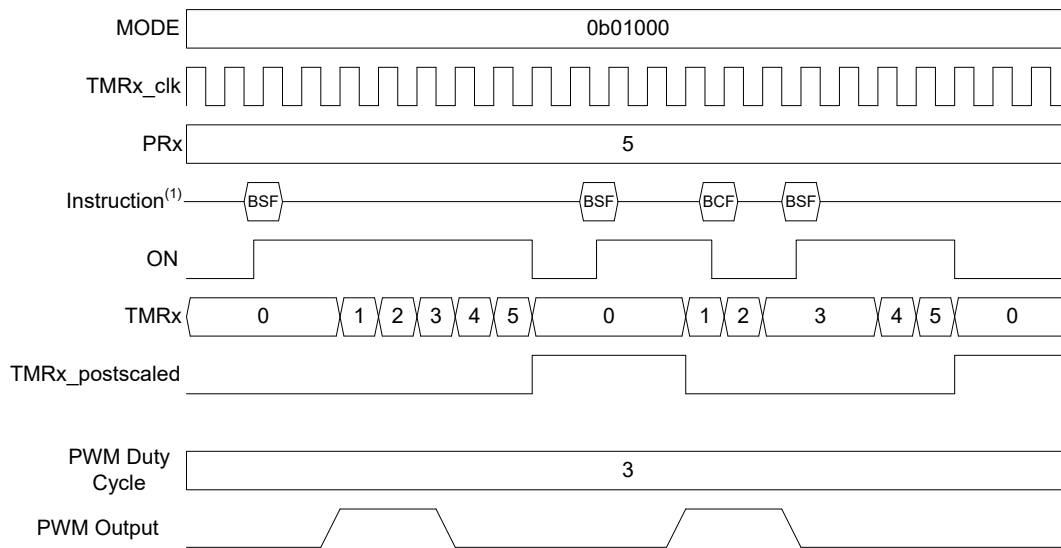 MODE 0b01000
TMRx_clk
PRx 5
Instruction(1) BSF BSF BCF BSF
ON
TMRx 0 1 2 3 4 5 0 1 2 3 4 5 0
TMRx_postscaled
PWM Duty
Cycle 3
PWM Output